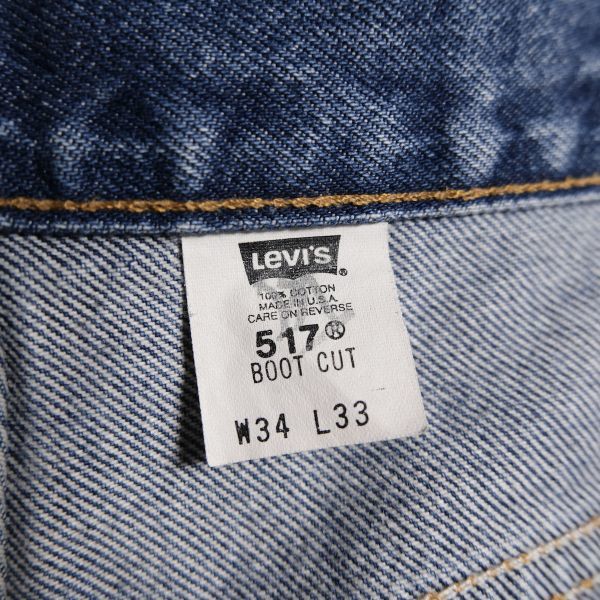 Levi's ®
100% COTTON
MADE IN U.S.A.
CARE ON REVERSE
517®
BOOT CUT
W34 L33